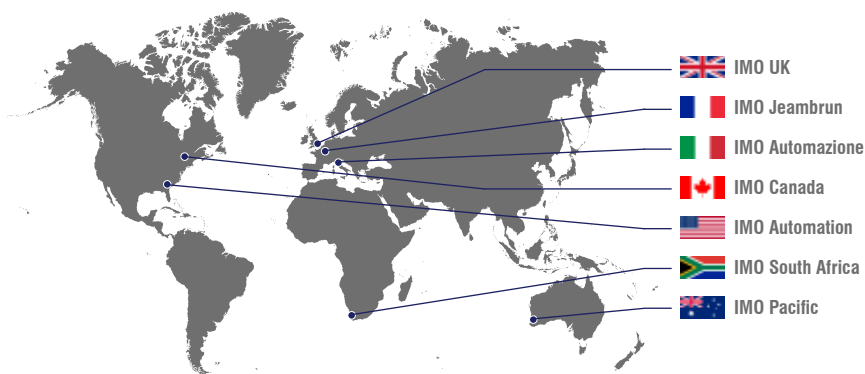 IMO UK
IMO Jeambrun
IMO Automazione
IMO Canada
IMO Automation
IMO South Africa
IMO Pacific